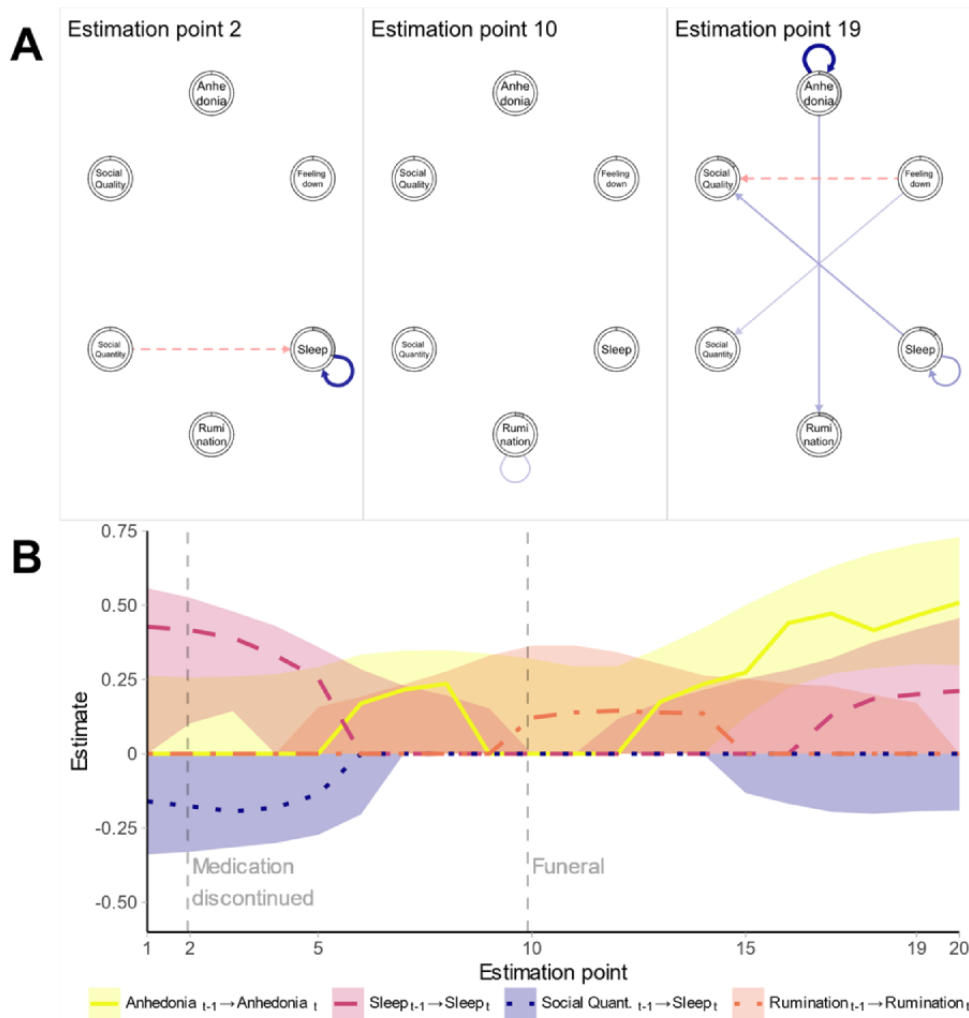 A
Estimation point 2
Estimation point 10
Estimation point 19
Anhe
donia
Social
Quality
Feeling
down
Social
Quantity
Sleep
Rumi
nation
Anhe
donia
Social
Quality
Feeling
down
Social
Quantity
Sleep
Rumi
nation
Anhe
donia
Social
Quality
Feeling
down
Social
Quantity
Sleep
Rumi
nation
B
Estimate
0.75
0.50
0.25
0
-0.25
-0.50
Medication
discontinued
Funeral
1 2 5 10 15 19 20
Estimation point
Anhedonia t-1→Anhedonia t
Sleep t-1→Sleep t
Social Quant. t-1→Sleep t
Rumination t-1→Rumination t